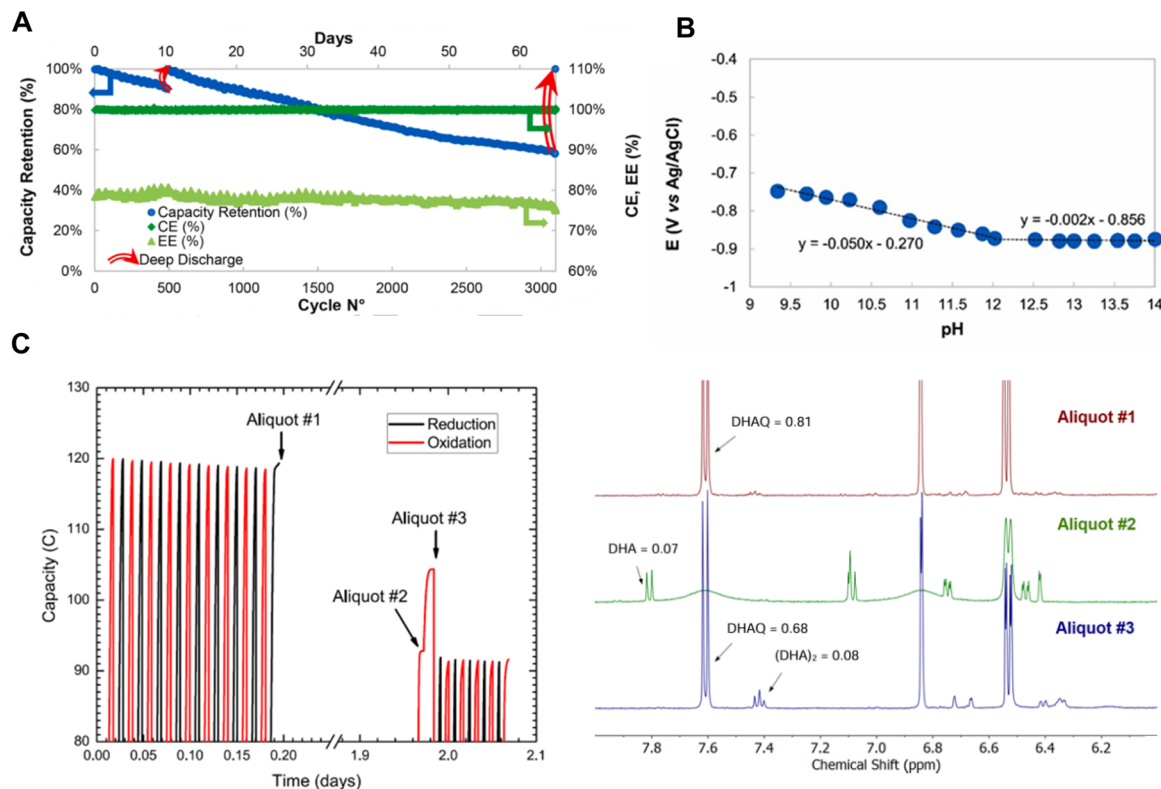 A
Days
0 10 20 30 40 50 60
100% 110%
80% 100%
60% 90%
40% 80%
20% 70%
0% 60%
Capacity Retention (%)
CE, EE (%)
Capacity Retention (%)
CE (%)
EE (%)
Deep Discharge
0 500 1000 1500 2000 2500 3000
Cycle N°
B
-0.4
-0.5
-0.6
-0.7
-0.8
-0.9
-1
E (V vs Ag/AgCl)
y = -0.002x - 0.856
y = -0.050x - 0.270
9 9.5 10 10.5 11 11.5 12 12.5 13 13.5 14
pH
C
130
120
110
100
90
80
Capacity (C)
Aliquot #1
Reduction
Oxidation
Aliquot #3
Aliquot #2
0.00 0.05 0.10 0.15 0.20 1.9 2.0 2.1
Time (days)
Aliquot #1
DHAQ = 0.81
Aliquot #2
DHA = 0.07
Aliquot #3
DHAQ = 0.68
(DHA)₂ = 0.08
7.8 7.6 7.4 7.2 7.0 6.8 6.6 6.4 6.2
Chemical Shift (ppm)